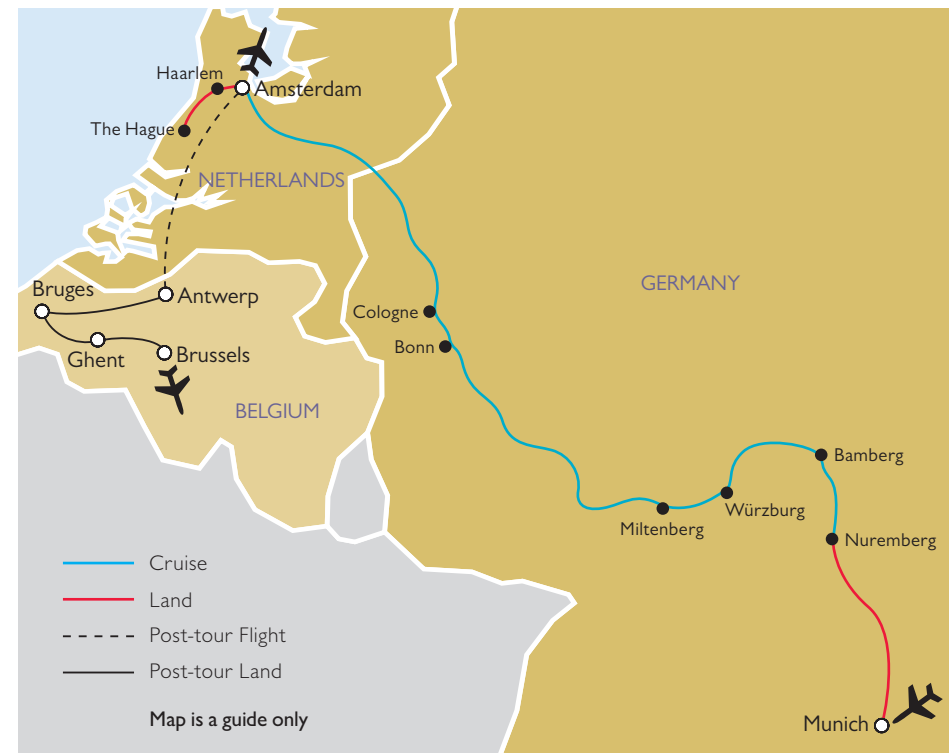 Haarlem
Amsterdam
The Hague
NETHERLANDS
GERMANY
Bruges
Antwerp
Cologne
Bonn
Ghent
Brussels
BELGIUM
Bamberg
Würzburg
Miltenberg
Nuremberg
Cruise
Land
Post-tour Flight
Post-tour Land
Map is a guide only
Munich